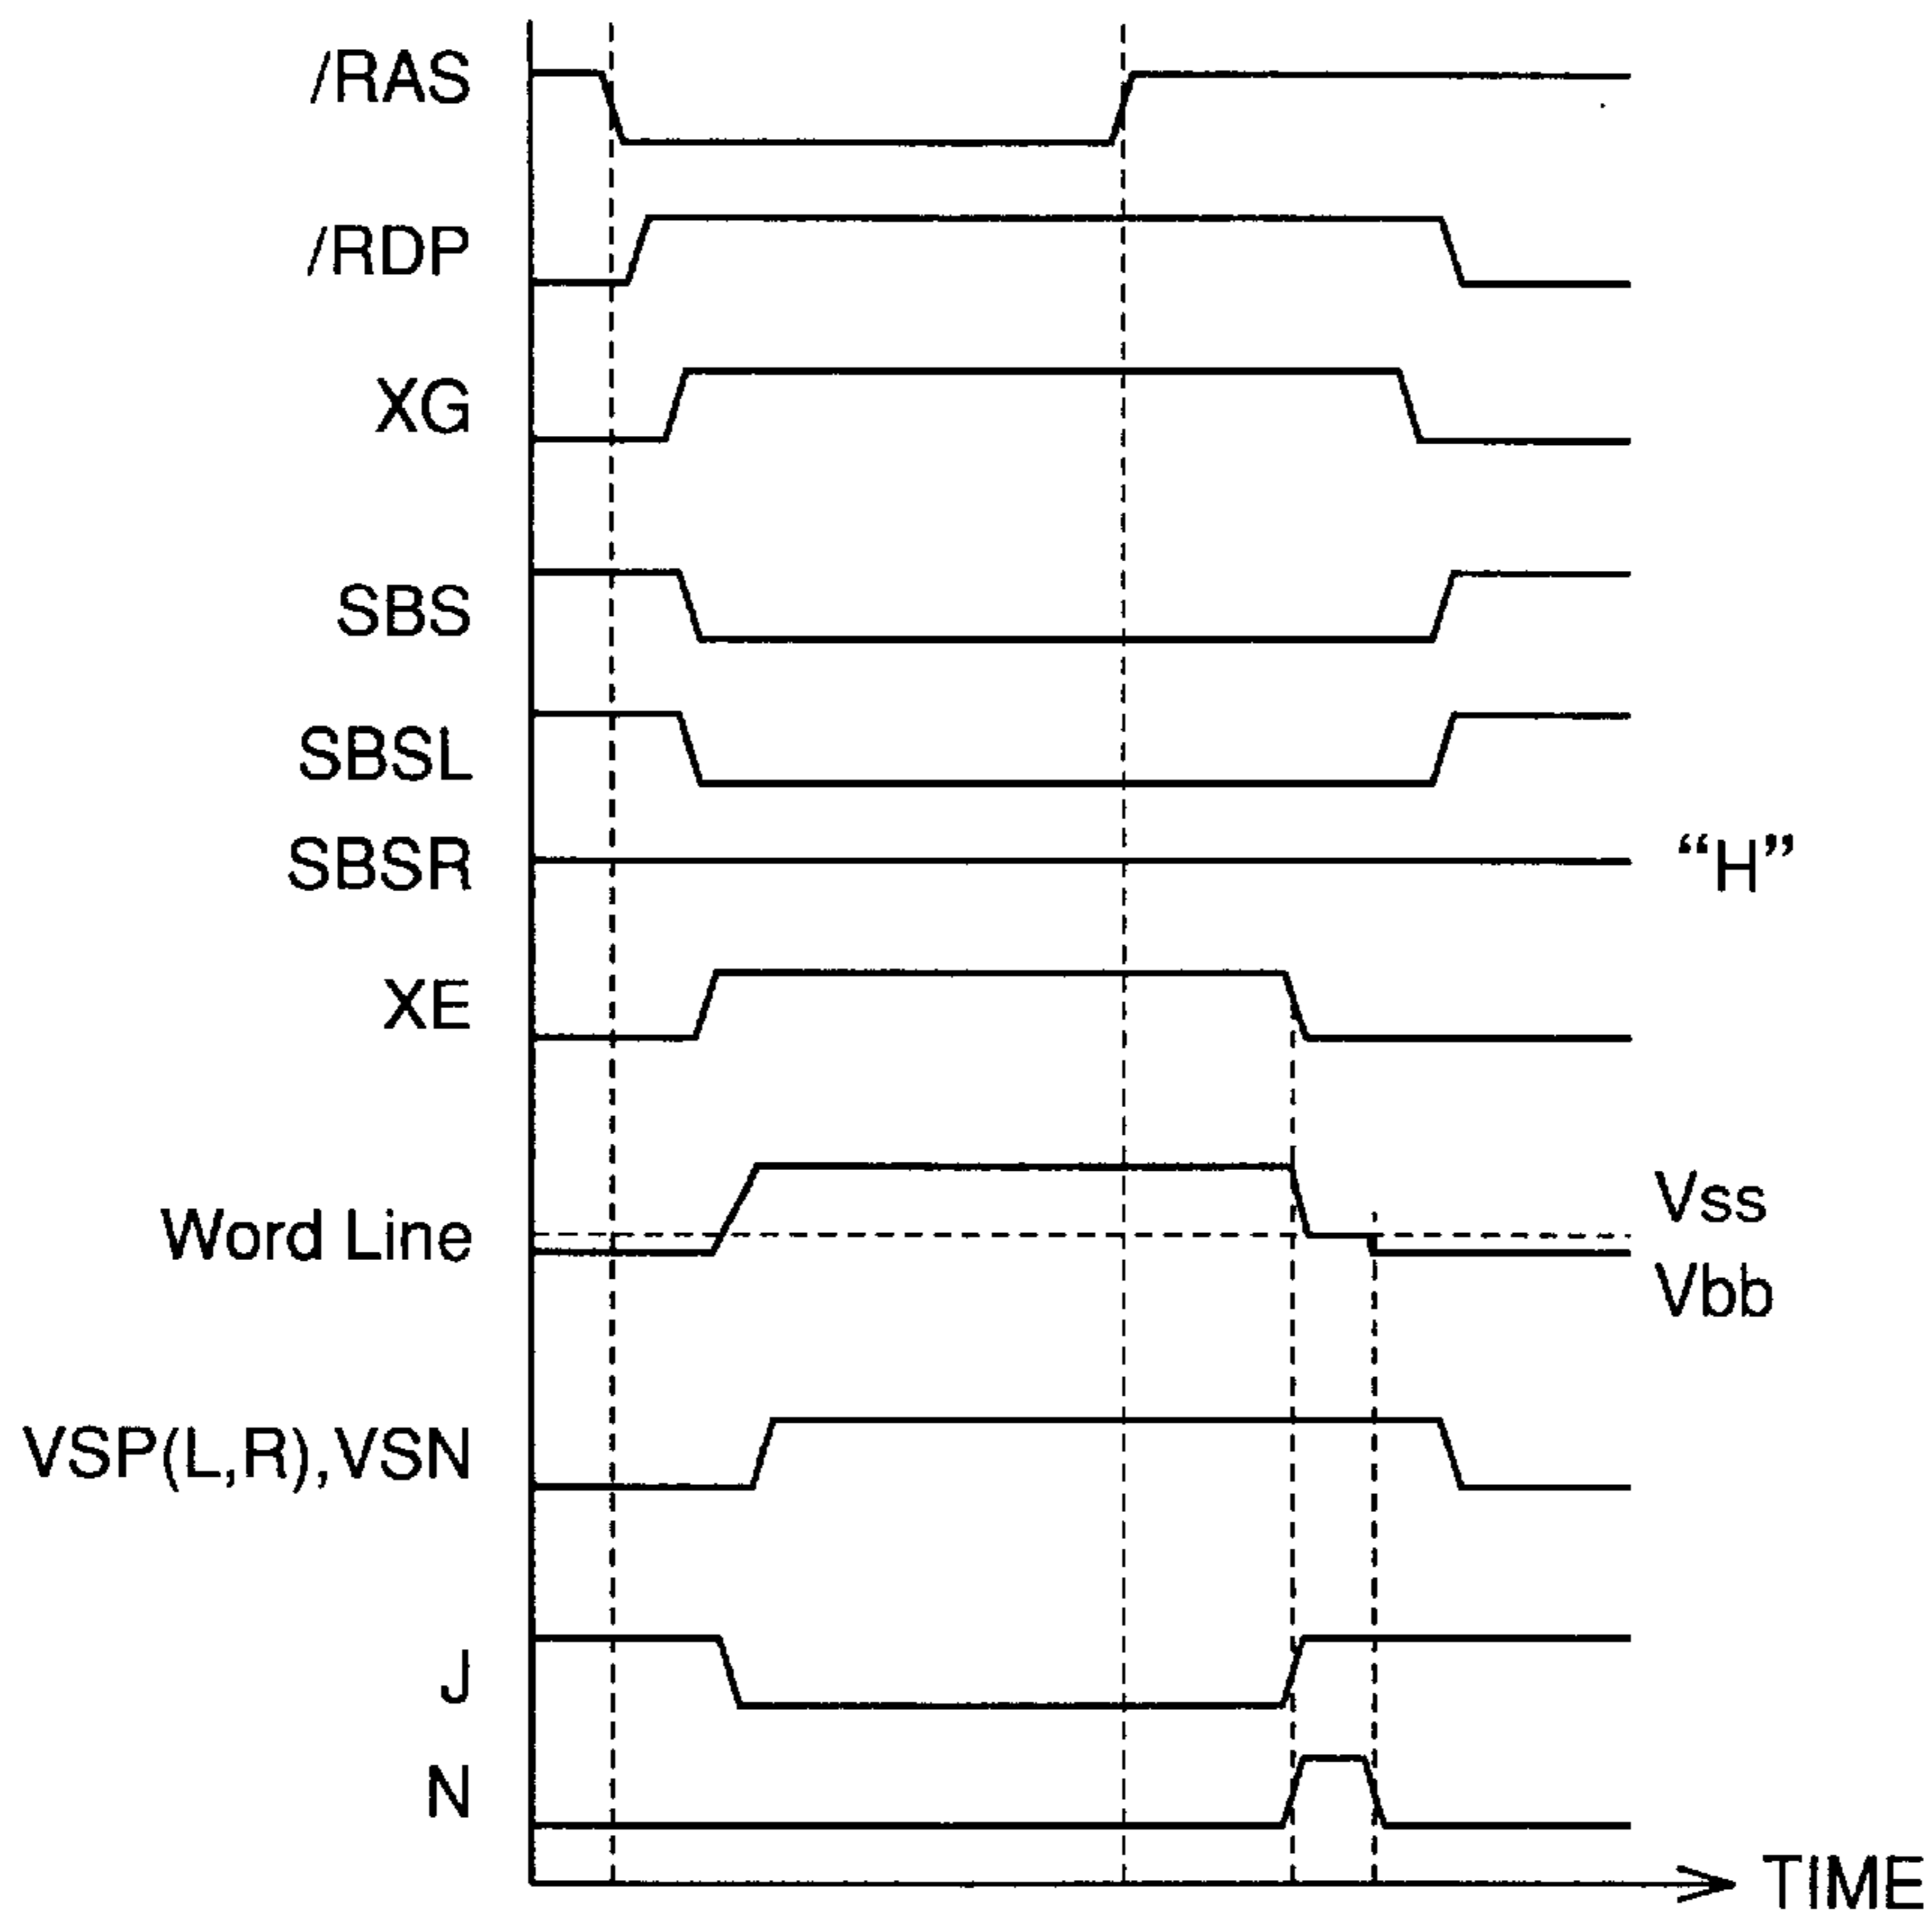 /RAS
/RDP
XG
SBS
SBSL
SBSR
“H”
XE
Word Line
Vss
Vbb
VSP(L,R),VSN
J
N
TIME